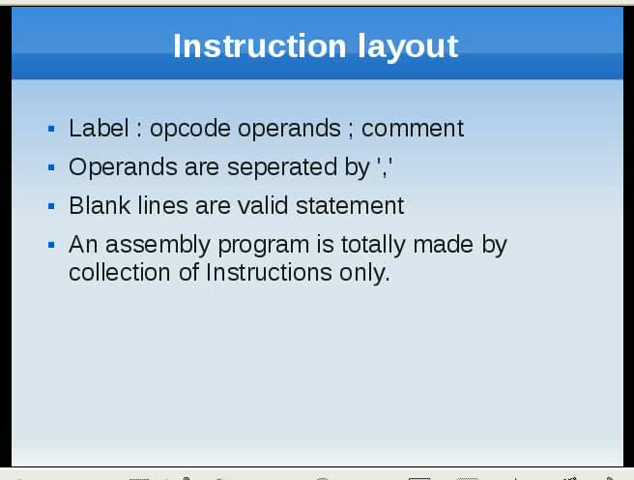 Instruction layout
Label : opcode operands ; comment
Operands are seperated by ','
Blank lines are valid statement
An assembly program is totally made by
collection of Instructions only.